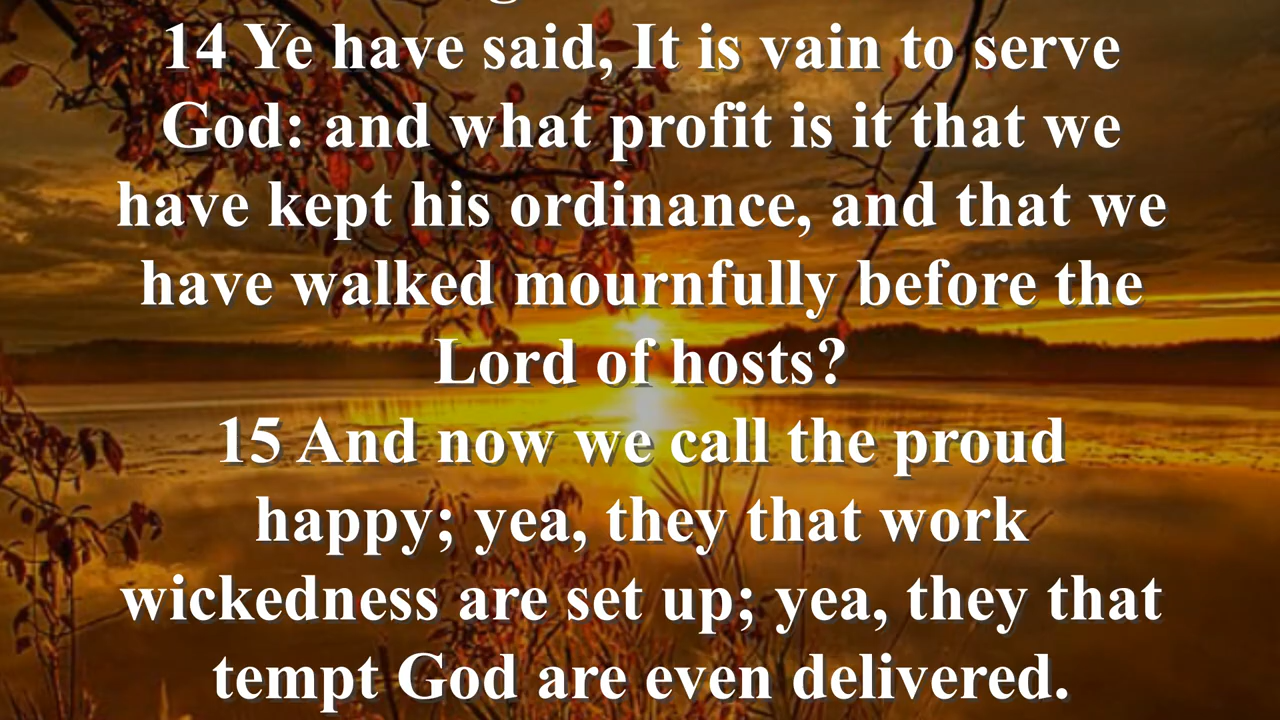 14 Ye have said, It is vain to serve
God: and what profit is it that we
have kept his ordinance, and that we
have walked mournfully before the
Lord of hosts?
15 And now we call the proud
happy; yea, they that work
wickedness are set up; yea, they that
tempt God are even delivered.